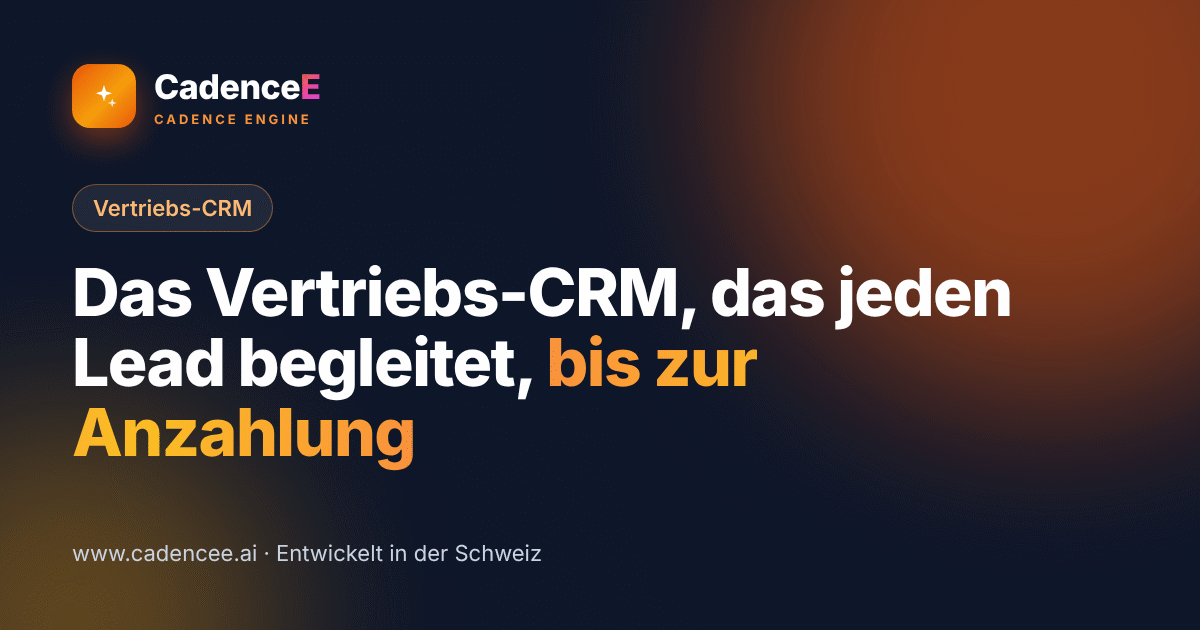 CadenceE
CADENCE ENGINE
Vertriebs-CRM
Das Vertriebs-CRM, das jeden
Lead begleitet, bis zur
Anzahlung
www.cadencee.ai · Entwickelt in der Schweiz